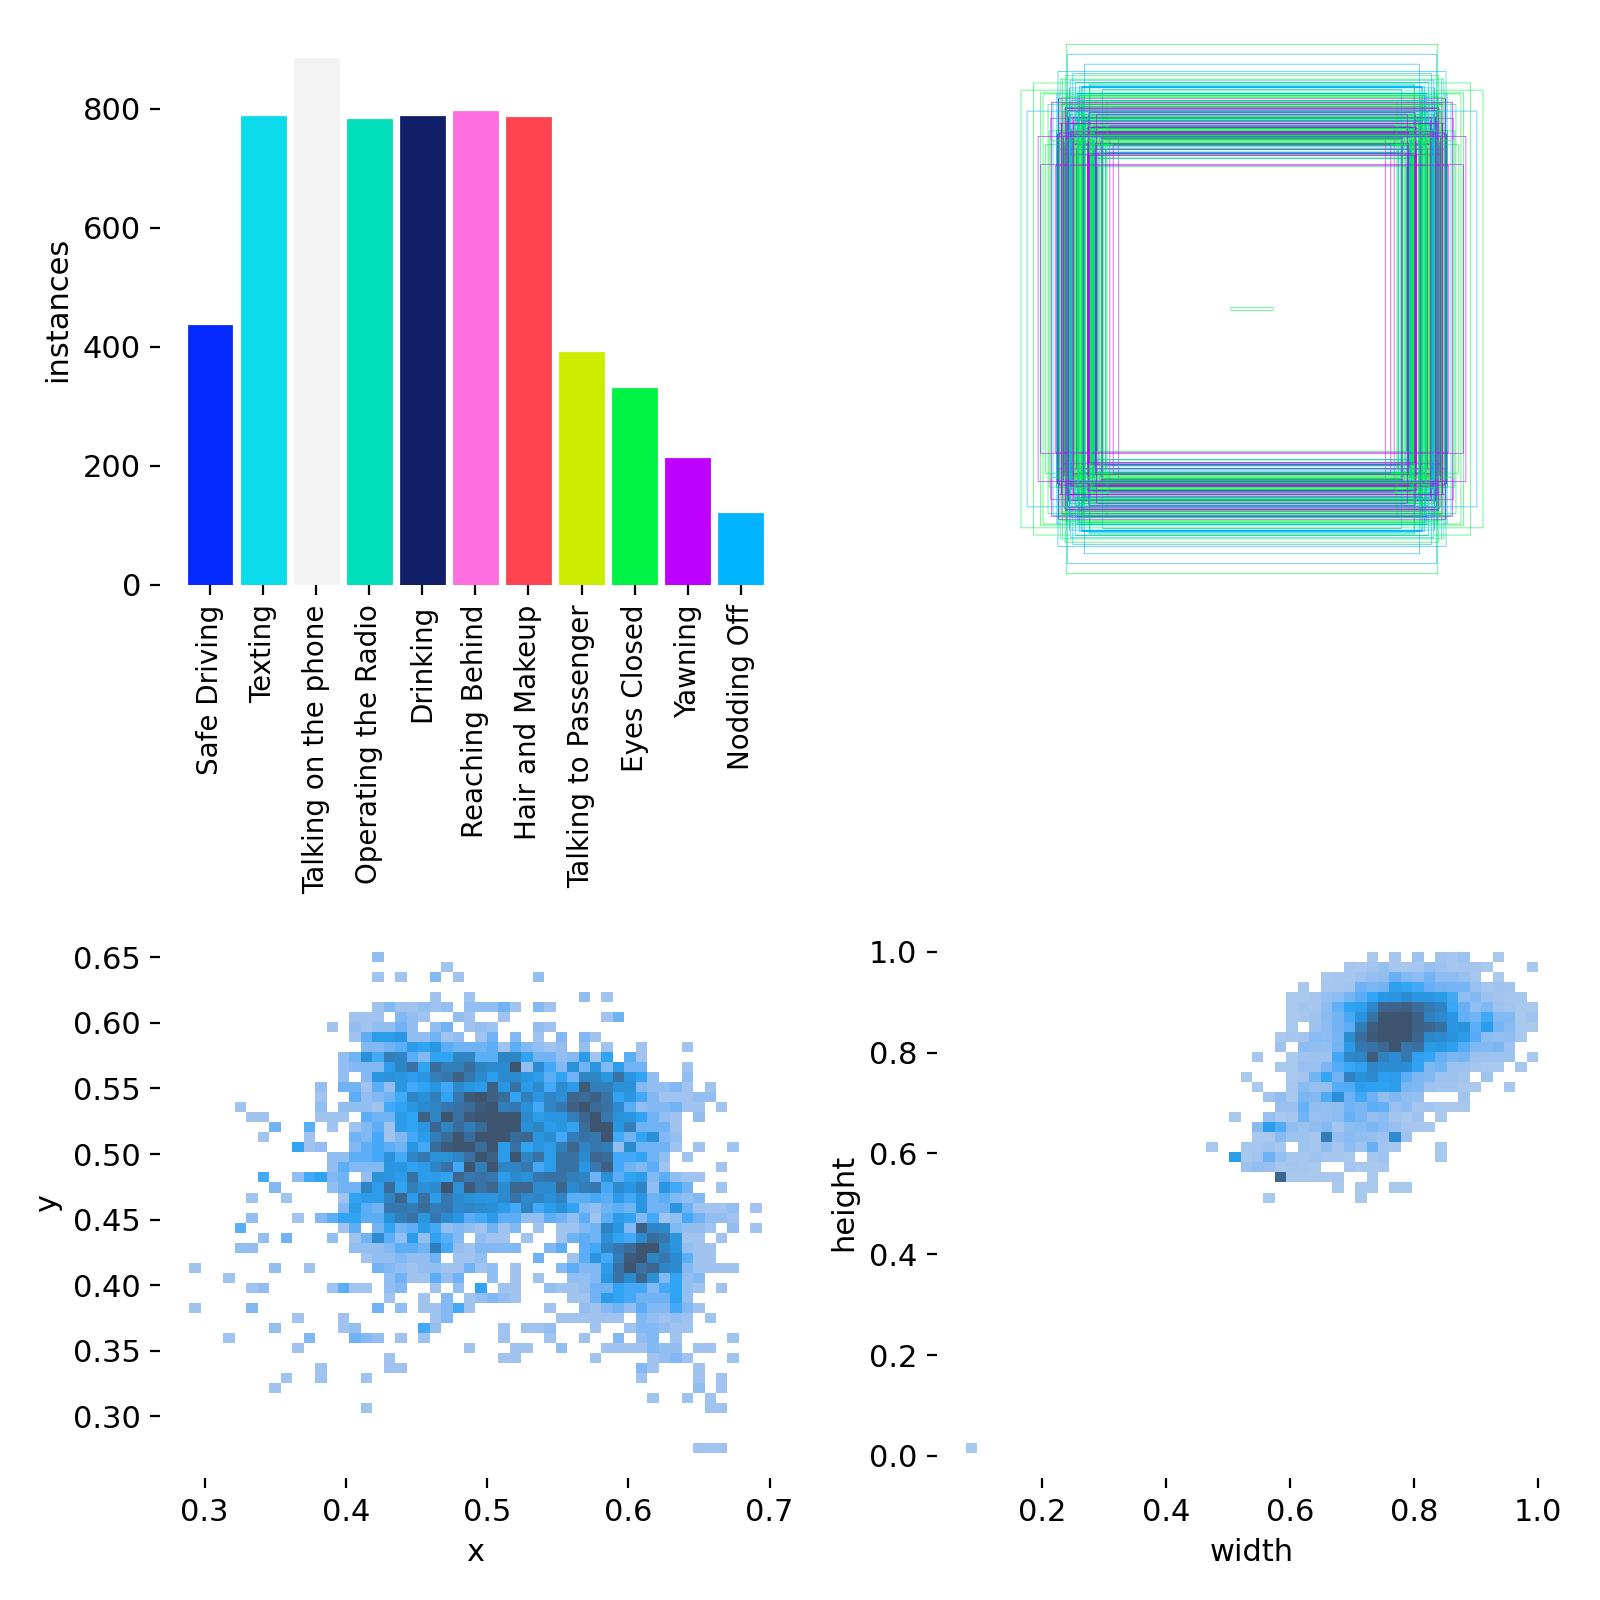 800
600
400
200
0
instances
Safe Driving
Texting
Talking on the phone
Operating the Radio
Drinking
Reaching Behind
Hair and Makeup
Talking to Passenger
Eyes Closed
Yawning
Nodding Off
0.65
0.60
0.55
0.50
0.45
0.40
0.35
0.30
y
0.3 0.4 0.5 0.6 0.7
x
1.0
0.8
0.6
0.4
0.2
0.0
height
0.2 0.4 0.6 0.8 1.0
width